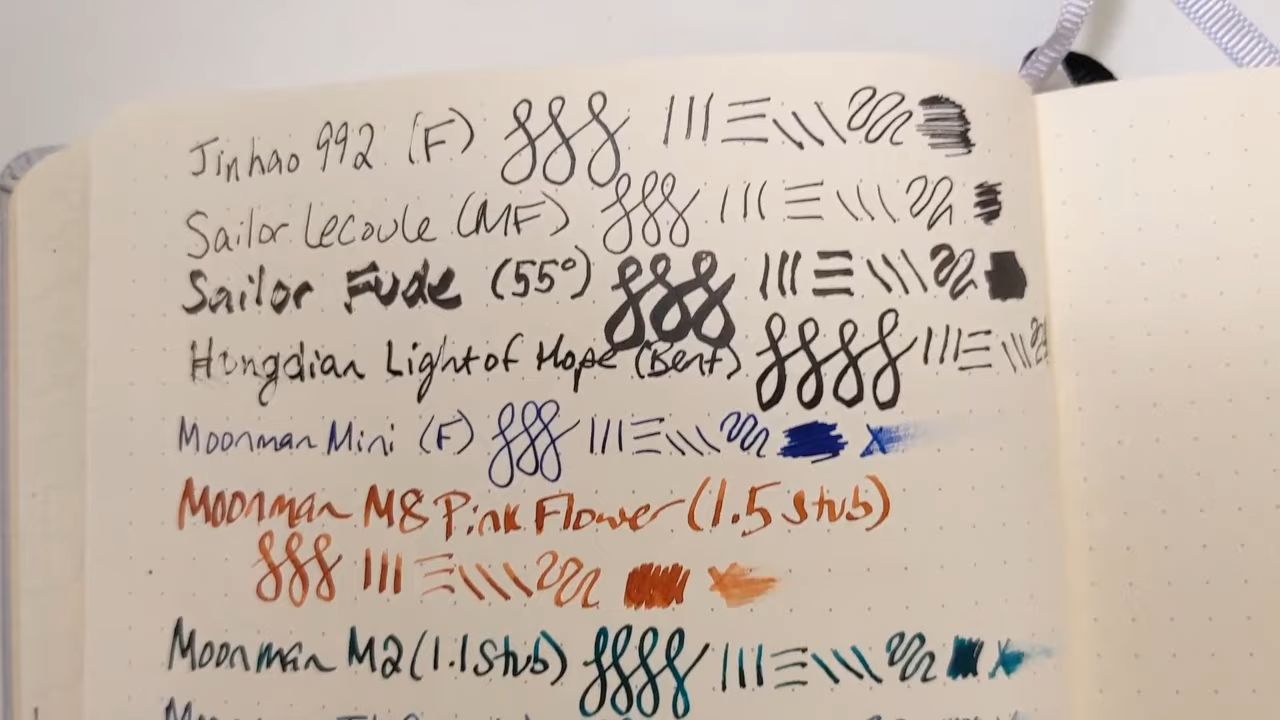 Jinhao 992 (F)
Sailor Lecoule (MF)
Sailor Fude (55°)
Hongdian Light of Hope (Bent)
Moonman Mini (F)
Moonman M8 Pink Flower (1.5 stub)
Moonman M2 (1.1 Stub)